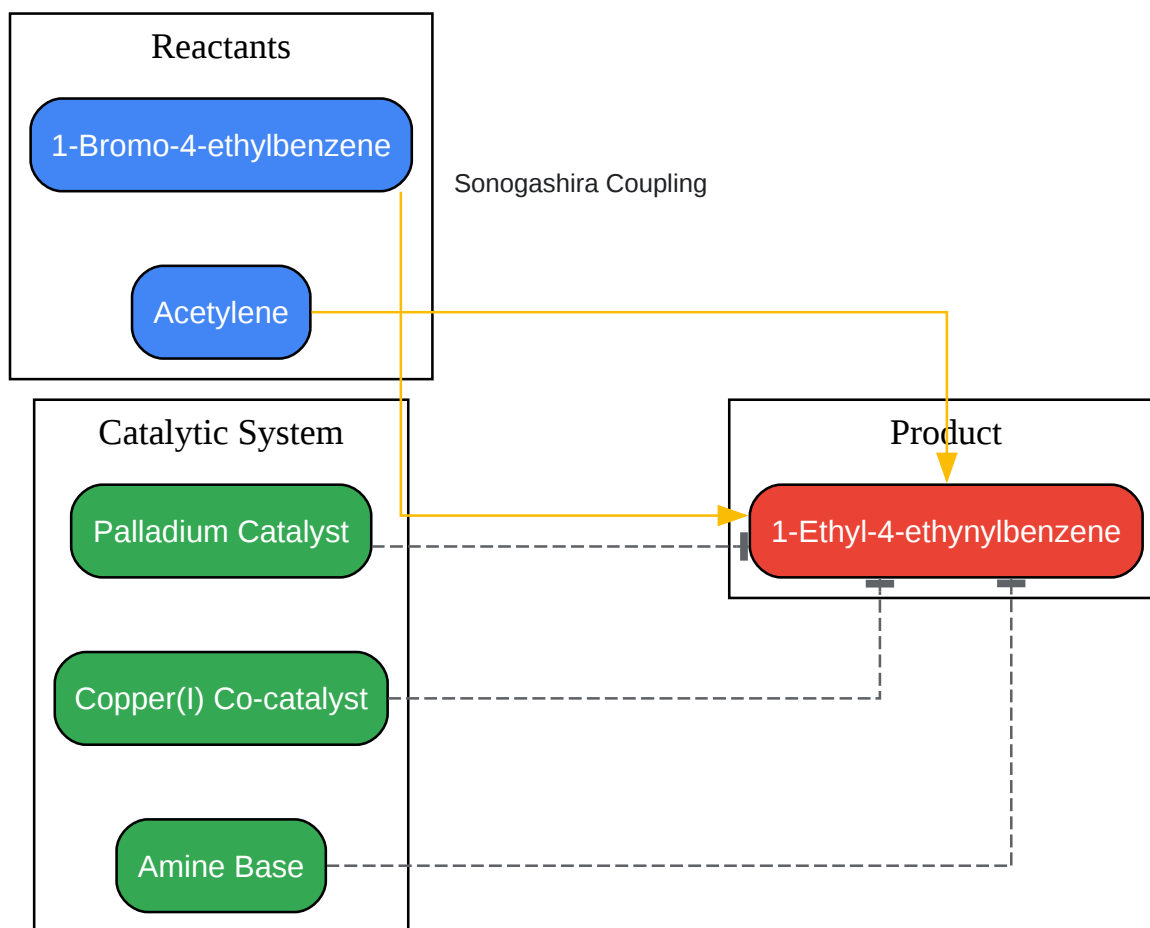 Reactants
1-Bromo-4-ethylbenzene
Sonogashira Coupling
Acetylene
Catalytic System
Product
Palladium Catalyst
1-Ethyl-4-ethynylbenzene
Copper(I) Co-catalyst
Amine Base